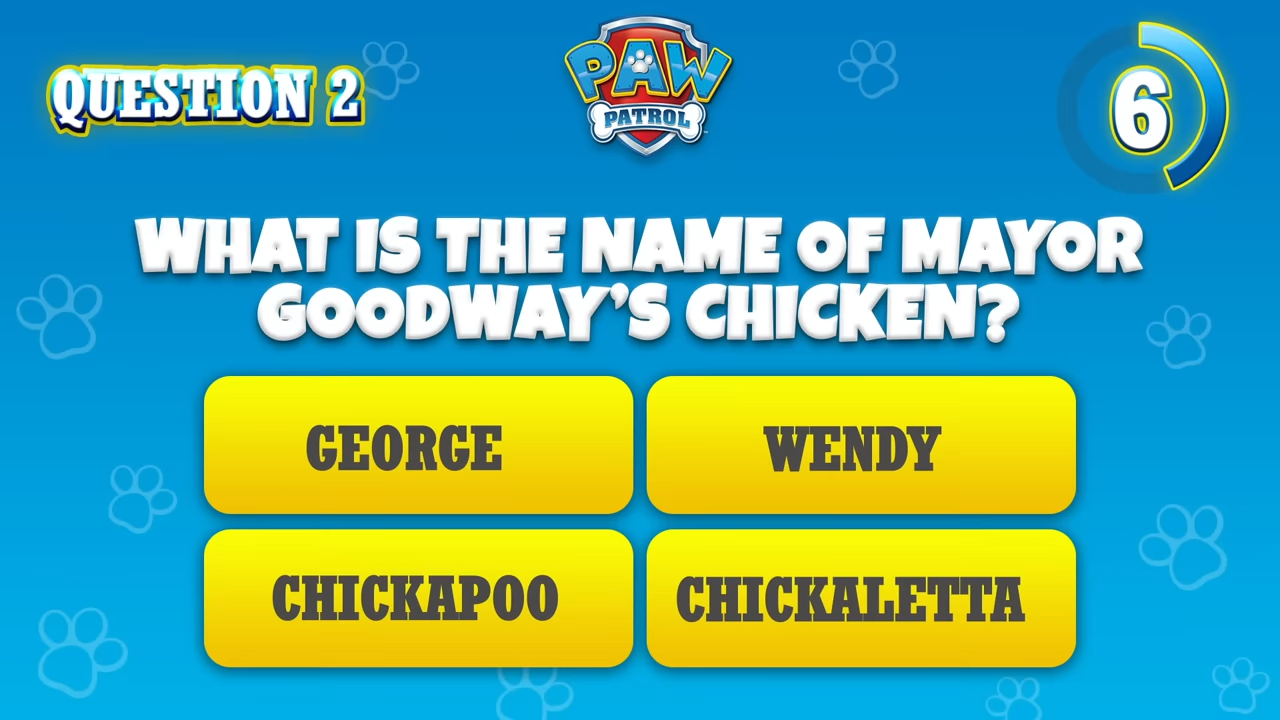 QUESTION 2
PAW
PATROL
6
WHAT IS THE NAME OF MAYOR
GOODWAY'S CHICKEN?
GEORGE
WENDY
CHICKAPOO
CHICKALETTA